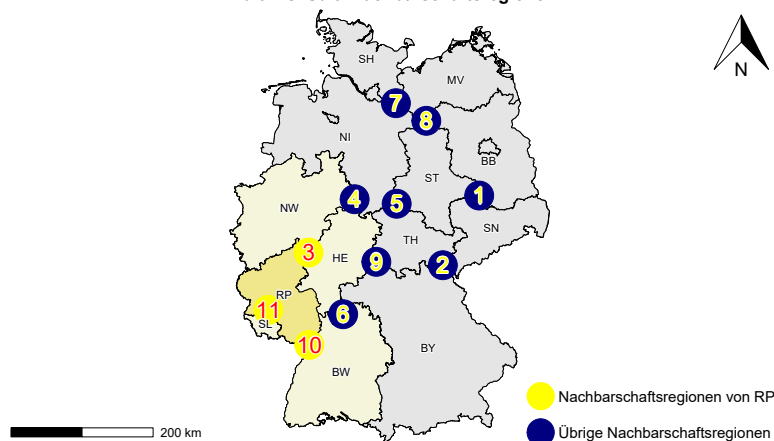 SH
MV
N
7
8
NI
BB
ST
1
4
5
NW
SN
TH
3
HE
9
2
RP
11
6
SL
10
BY
BW
Nachbarschaftsregionen von RP
Übrige Nachbarschaftsregionen
200 km